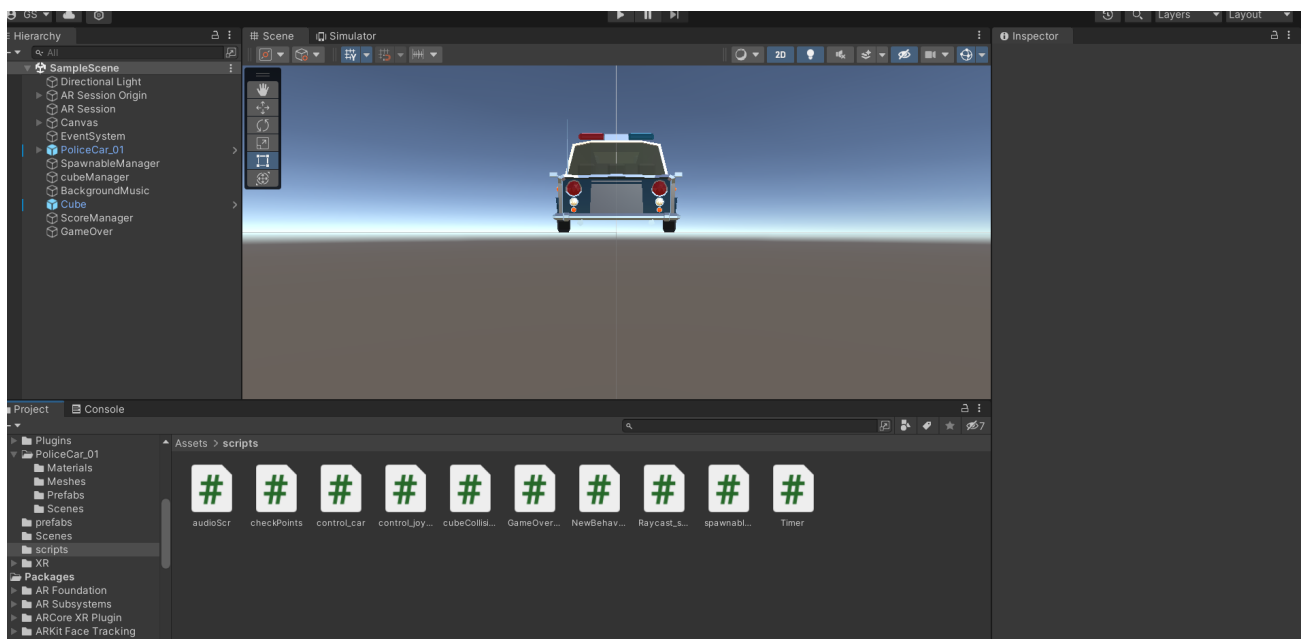 GS
Layers
Layout
Hierarchy
Scene
Simulator
Inspector
All
2D
SampleScene
Directional Light
AR Session Origin
AR Session
Canvas
EventSystem
PoliceCar_01
SpawnableManager
cubeManager
BackgroundMusic
Cube
ScoreManager
GameOver
Project
Console
7
Plugins
PoliceCar_01
Materials
Meshes
Prefabs
Scenes
prefabs
Scenes
scripts
XR
Packages
AR Foundation
AR Subsystems
ARCore XR Plugin
ARKit Face Tracking
Assets > scripts
# # # # # # # # # #
audioScr checkPoints control_car control_joy... cubeCollisi... GameOver... NewBehav... Raycast_s... spawnabl... Timer